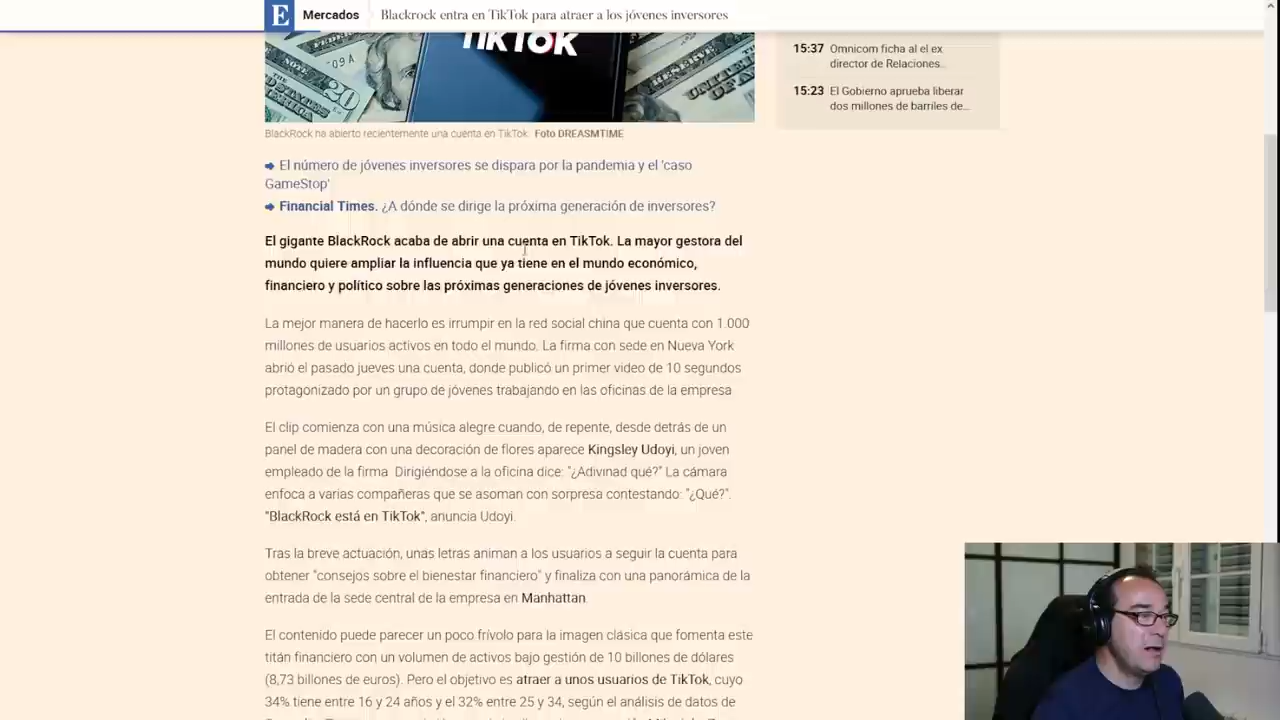 E Mercados Blackrock entra en TikTok para atraer a los jóvenes inversores
TikTok
20
15:37 Omnicom ficha al el ex
director de Relaciones...
15:23 El Gobierno aprueba liberar
dos millones de barriles de...
BlackRock ha abierto recientemente una cuenta en TikTok. Foto DREASMTIME
El número de jóvenes inversores se dispara por la pandemia y el 'caso
GameStop'
Financial Times. ¿A dónde se dirige la próxima generación de inversores?
El gigante BlackRock acaba de abrir una cuenta en TikTok. La mayor gestora del
mundo quiere ampliar la influencia que ya tiene en el mundo económico,
financiero y político sobre las próximas generaciones de jóvenes inversores.
La mejor manera de hacerlo es irrumpir en la red social china que cuenta con 1.000
millones de usuarios activos en todo el mundo. La firma con sede en Nueva York
abrió el pasado jueves una cuenta, donde publicó un primer video de 10 segundos
protagonizado por un grupo de jóvenes trabajando en las oficinas de la empresa
El clip comienza con una música alegre cuando, de repente, desde detrás de un
panel de madera con una decoración de flores aparece Kingsley Udoyi, un joven
empleado de la firma Dirigiéndose a la oficina dice: "¿Adivinad qué?" La cámara
enfoca a varias compañeras que se asoman con sorpresa contestando: "¿Qué?".
"BlackRock está en TikTok", anuncia Udoyi.
Tras la breve actuación, unas letras animan a los usuarios a seguir la cuenta para
obtener "consejos sobre el bienestar financiero" y finaliza con una panorámica de la
entrada de la sede central de la empresa en Manhattan.
El contenido puede parecer un poco frívolo para la imagen clásica que fomenta este
titán financiero con un volumen de activos bajo gestión de 10 billones de dólares
(8,73 billones de euros). Pero el objetivo es atraer a unos usuarios de TikTok, cuyo
34% tiene entre 16 y 24 años y el 32% entre 25 y 34, según el análisis de datos de